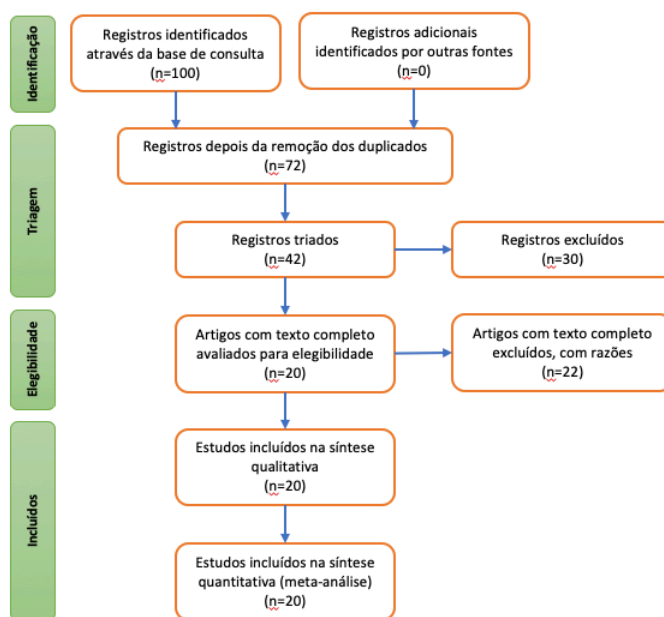 Identificação
Registros identificados
através da base de consulta
(n=100)
Registros adicionais
identificados por outras fontes
(n=0)
Triagem
Registros depois da remoção dos duplicados
(n=72)
Registros triados
(n=42)
Registros excluídos
(n=30)
Elegibilidade
Artigos com texto completo
avaliados para elegibilidade
(n=20)
Artigos com texto completo
excluídos, com razões
(n=22)
Incluídos
Estudos incluídos na síntese
qualitativa
(n=20)
Estudos incluídos na síntese
quantitativa (meta-análise)
(n=20)